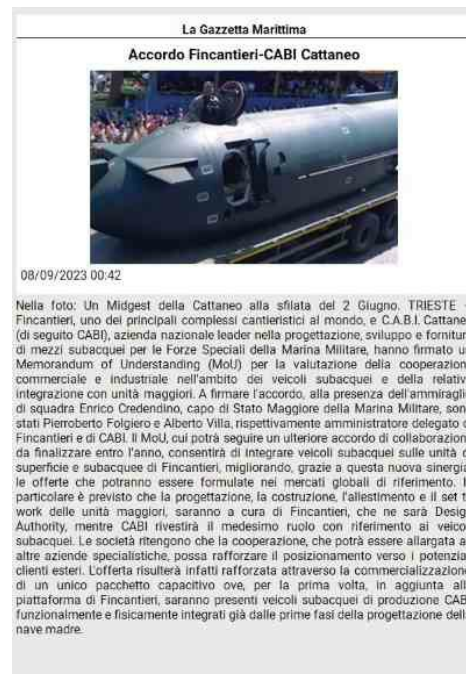 La Gazzetta Marittima
Accordo Fincantieri-CABI Cattaneo
08/09/2023 00:42
Nella foto: Un Midgest della Cattaneo alla sfilata del 2 Giugno. TRIESTE
Fincantieri, uno dei principali complessi cantieristici al mondo, e C.A.B.I. Cattane
(di seguito CABI), azienda nazionale leader nella progettazione, sviluppo e fornitur
di mezzi subacquei per le Forze Speciali della Marina Militare, hanno firmato u
Memorandum of Understanding (MoU) per la valutazione della cooperazion
commerciale e industriale nell'ambito dei veicoli subacquei e della relativ
integrazione con unità maggiori. A firmare l'accordo, alla presenza dell'ammiragli
di squadra Enrico Credendino, capo di Stato Maggiore della Marina Militare, son
stati Pierroberto Folgiero e Alberto Villa, rispettivamente amministratore delegato d
Fincantieri e di CABI. Il MoU, cui potrà seguire un ulteriore accordo di collaborazion
da finalizzare entro l'anno, consentirà di integrare veicoli subacquei sulle unità d
superficie e subacquee di Fincantieri, migliorando, grazie a questa nuova sinergia
le offerte che potranno essere formulate nei mercati globali di riferimento. I
particolare è previsto che la progettazione, la costruzione, l'allestimento e il set t
work delle unità maggiori, saranno a cura di Fincantieri, che ne sarà Desig
Authority, mentre CABI rivestirà il medesimo ruolo con riferimento ai veico
subacquei. Le società ritengono che la cooperazione, che potrà essere allargata a
altre aziende specialistiche, possa rafforzare il posizionamento verso i potenzia
clienti esteri. L'offerta risulterà infatti rafforzata attraverso la commercializzazion
di un unico pacchetto capacitivo ove, per la prima volta, in aggiunta all
piattaforma di Fincantieri, saranno presenti veicoli subacquei di produzione CAB
funzionalmente e fisicamente integrati già dalle prime fasi della progettazione dell
nave madre.